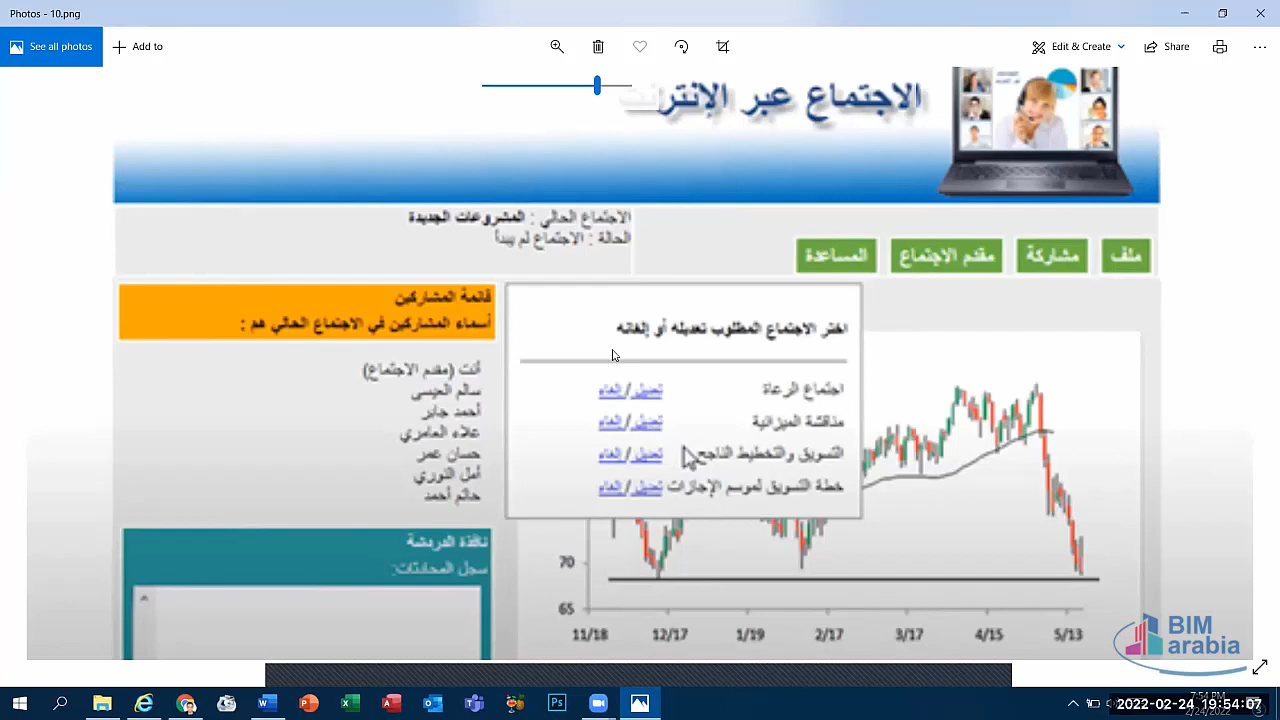 Photos - 10.png
See all photos
Add to
Edit & Create
Share
الاجتماع عبر الإنترنت
الاجتماع الحالي : المشروعات الجديدة
الحالة : الاجتماع لم يبدأ
ملف
مشاركة
مقدم الاجتماع
المساعدة
قائمة المشاركين
أسماء المشاركين في الاجتماع الحالي هم :
أنت (مقدم الاجتماع)
سالم العيسى
أحمد جابر
علاء العامري
حسان عمر
أمل النوري
حاتم أحمد
نافذة الدردشة
سجل المحادثات:
اختر الاجتماع المطلوب تعديله أو إلغائه
اجتماع الرعاة تعديل / إلغاء
مناقشة الميزانية تعديل / إلغاء
التسويق والتخطيط الناجح تعديل / إلغاء
خطة التسويق لموسم الإجازات تعديل / إلغاء
70
65
11/18 12/17 1/19 2/17 3/17 4/15 5/13
BIM
arabia
7:54 PM
2022-02-24 19:54:07